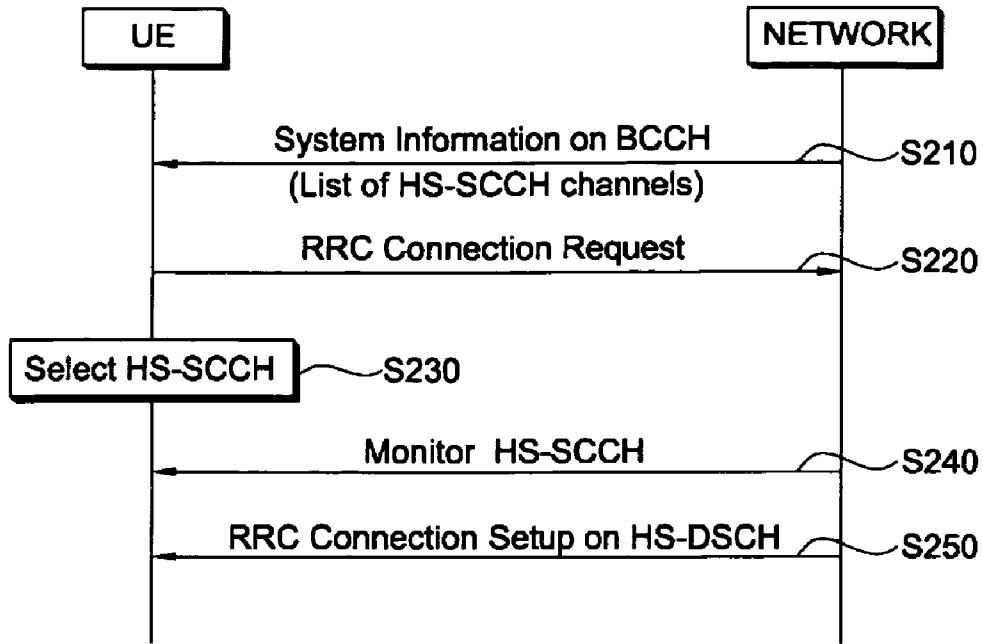 UE
NETWORK
System Information on BCCH
S210
(List of HS-SCCH channels)
RRC Connection Request
S220
Select HS-SCCH
S230
Monitor HS-SCCH
S240
RRC Connection Setup on HS-DSCH
S250